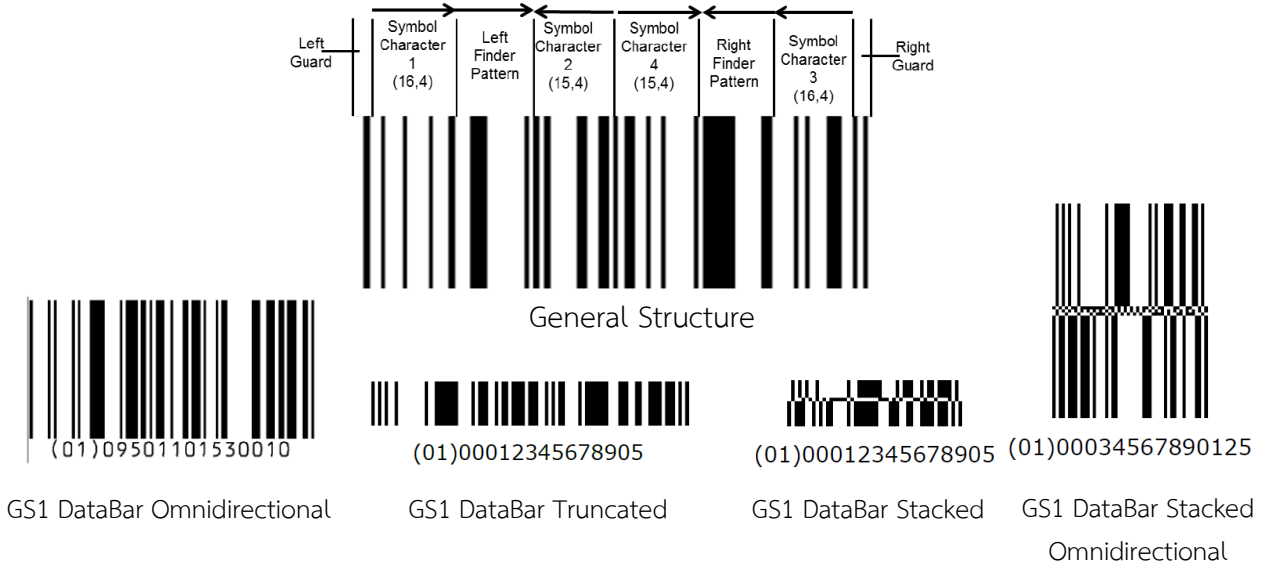 Left
Guard
Symbol
Character
1
(16,4)
Left
Finder
Pattern
Symbol
Character
2
(15,4)
Symbol
Character
4
(15,4)
Right
Finder
Pattern
Symbol
Character
3
(16,4)
Right
Guard
General Structure
(01)09501101530010
GS1 DataBar Omnidirectional
(01)00012345678905
GS1 DataBar Truncated
(01)00012345678905
GS1 DataBar Stacked
(01)00034567890125
GS1 DataBar Stacked
Omnidirectional